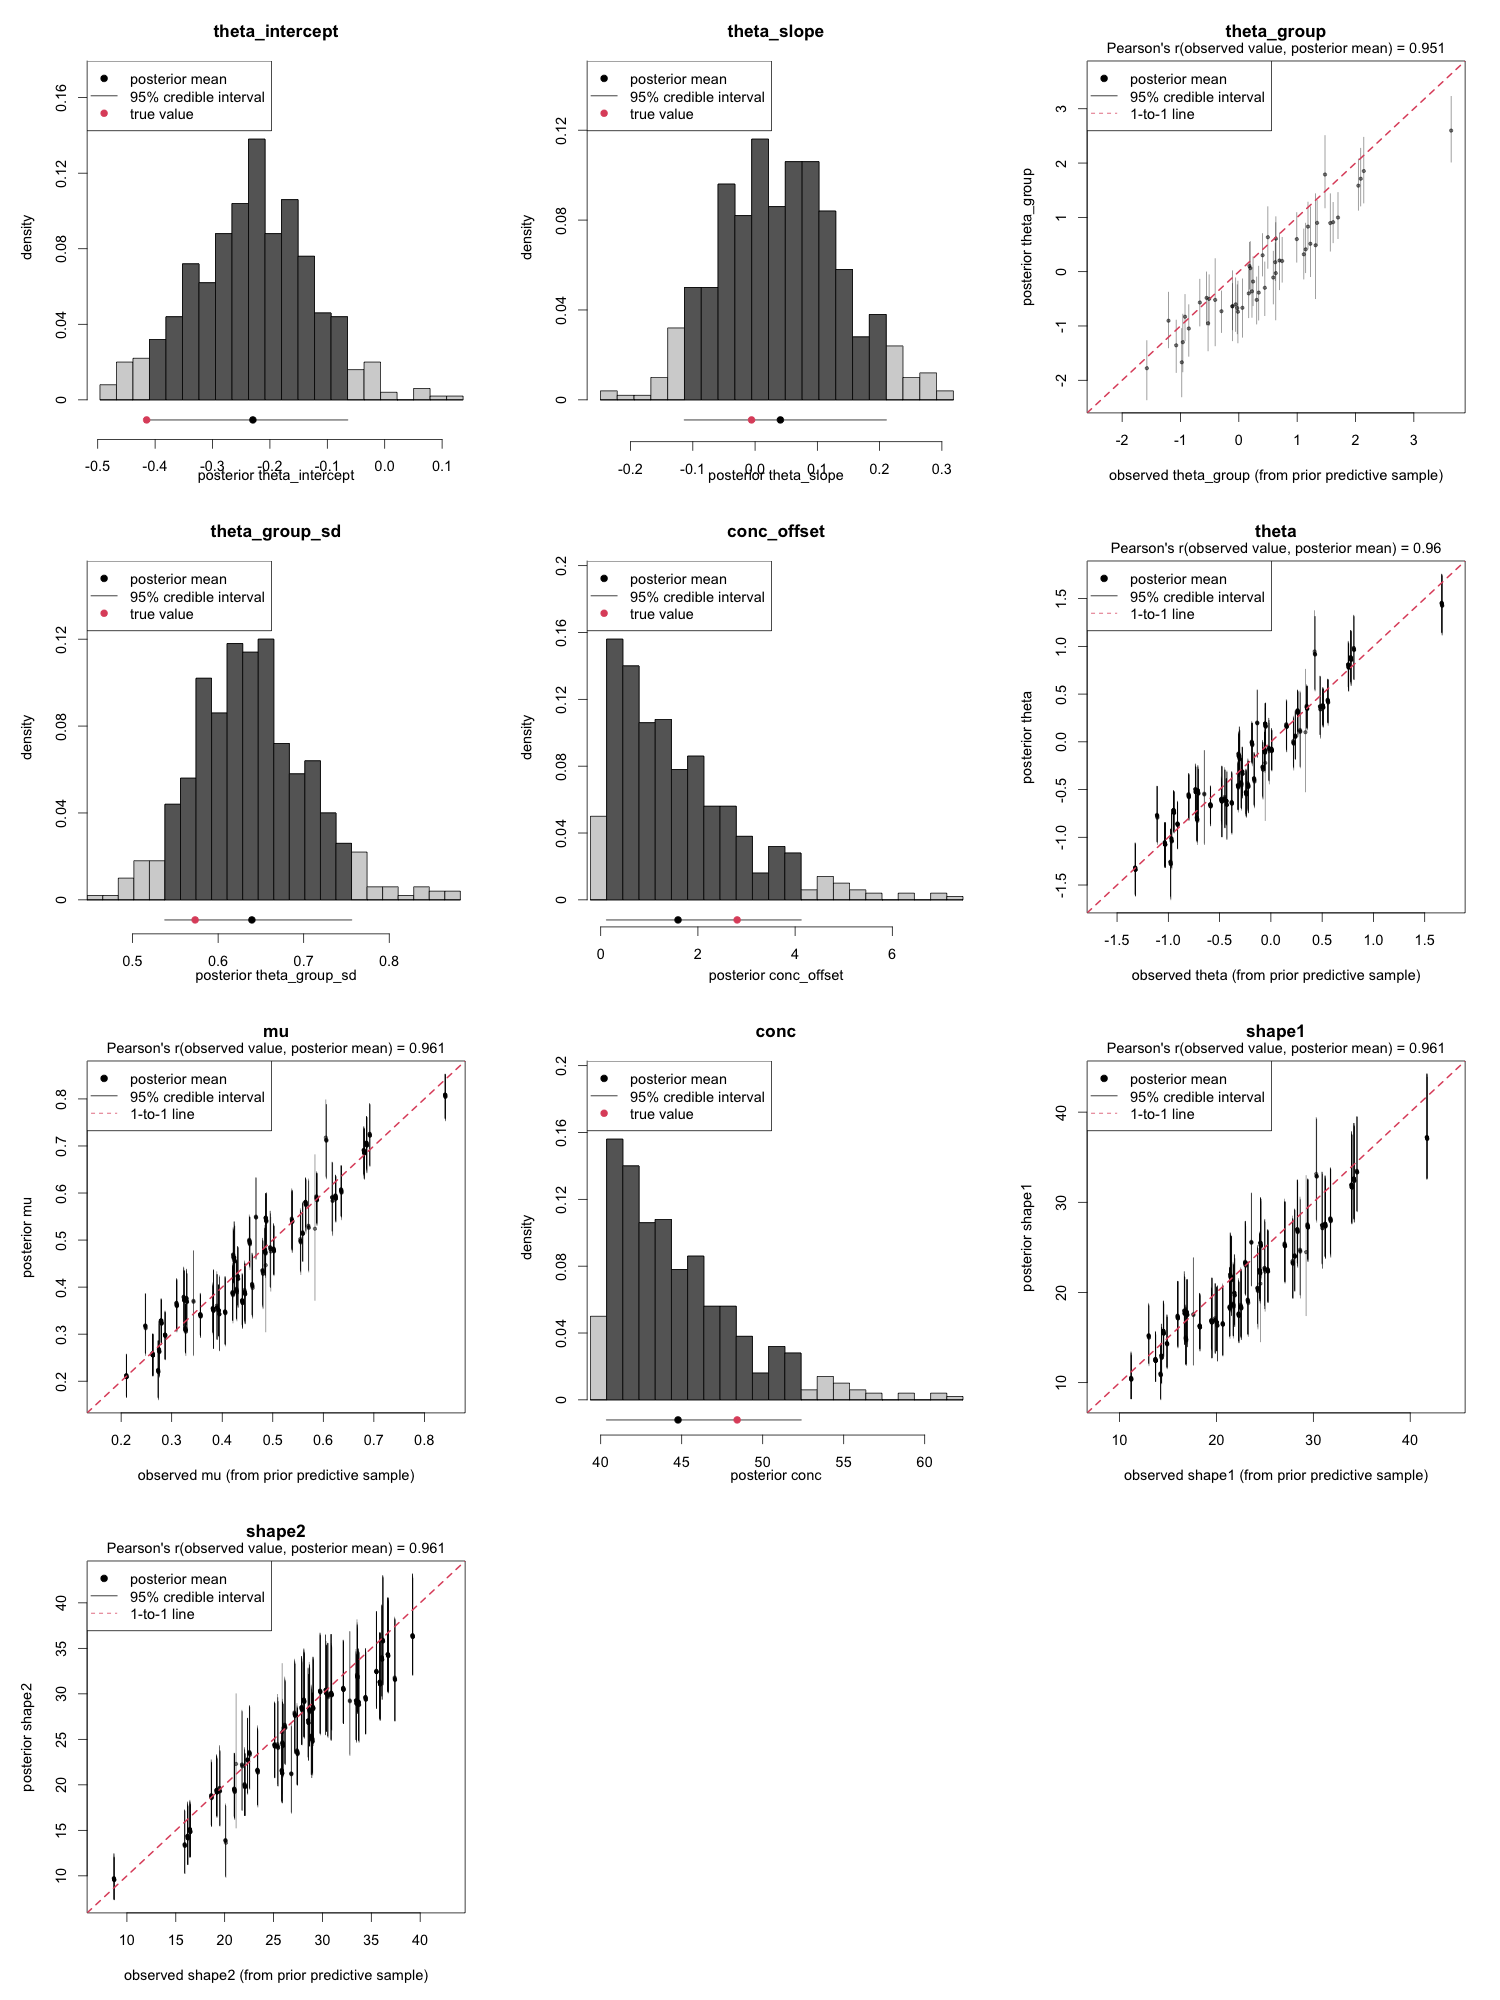 theta_intercept
posterior mean
95% credible interval
true value
density
0
0.04
0.08
0.12
0.16
-0.5
-0.4
-0.3
-0.2
-0.1
0.0
0.1
posterior theta_intercept
theta_slope
posterior mean
95% credible interval
true value
density
0
0.04
0.08
0.12
-0.2
-0.1
0.0
0.1
0.2
0.3
posterior theta_slope
theta_group
Pearson's r(observed value, posterior mean) = 0.951
posterior mean
95% credible interval
1-to-1 line
posterior theta_group
-2
-1
0
1
2
3
-2
-1
0
1
2
3
observed theta_group (from prior predictive sample)
theta_group_sd
posterior mean
95% credible interval
true value
density
0
0.04
0.08
0.12
0.5
0.6
0.7
0.8
posterior theta_group_sd
conc_offset
posterior mean
95% credible interval
true value
density
0
0.04
0.08
0.12
0.16
0.2
0
2
4
6
posterior conc_offset
theta
Pearson's r(observed value, posterior mean) = 0.96
posterior mean
95% credible interval
1-to-1 line
posterior theta
-1.5
-1.0
-0.5
0.0
0.5
1.0
1.5
-1.5
-1.0
-0.5
0.0
0.5
1.0
1.5
observed theta (from prior predictive sample)
mu
Pearson's r(observed value, posterior mean) = 0.961
posterior mean
95% credible interval
1-to-1 line
posterior mu
0.2
0.3
0.4
0.5
0.6
0.7
0.8
0.2
0.3
0.4
0.5
0.6
0.7
0.8
observed mu (from prior predictive sample)
conc
posterior mean
95% credible interval
true value
density
0
0.04
0.08
0.12
0.16
0.2
40
45
50
55
60
posterior conc
shape1
Pearson's r(observed value, posterior mean) = 0.961
posterior mean
95% credible interval
1-to-1 line
posterior shape1
10
20
30
40
10
20
30
40
observed shape1 (from prior predictive sample)
shape2
Pearson's r(observed value, posterior mean) = 0.961
posterior mean
95% credible interval
1-to-1 line
posterior shape2
10
15
20
25
30
35
40
10
15
20
25
30
35
40
observed shape2 (from prior predictive sample)